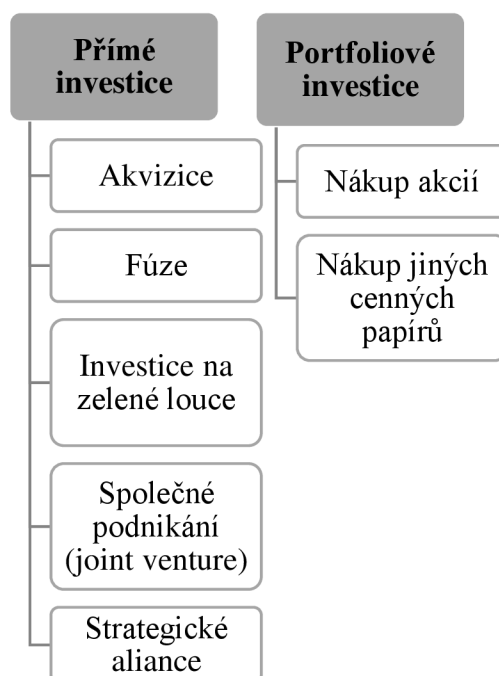 Přímé
investice
Akvizice
Fúze
Investice na
zelené louce
Společné
podnikání
(joint venture)
Strategické
aliance
Portfoliové
investice
Nákup akcií
Nákup jiných
cenných
papírů